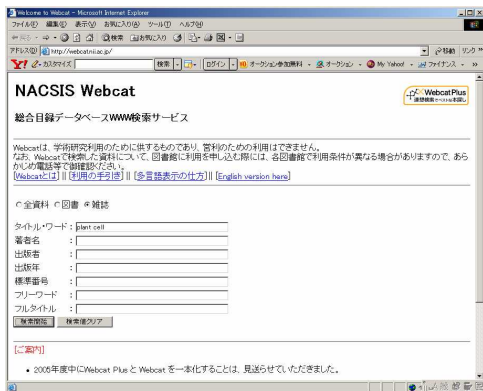 Welcome to Webcat - Microsoft Internet Explorer
ファイル(F) 編集(E) 表示(V) お気に入り(A) ツール(T) ヘルプ(H)
戻る 検索 お気に入り
アドレス(D) http://webcat.nii.ac.jp/ 移動 リンク
Y! カスタマイズ 検索 ログイン オークション参加無料 オークション My Yahoo! ファイナンス
NACSIS Webcat
WebcatPlus
総合目録データベースWWW検索サービス
Webcatは、学術研究利用のために供するものであり、営利のための利用はできません。
なお、Webcatで検索した資料について、図書館に利用を申し込む際には、各図書館で利用条件が異なる場合がありますので、あら
かじめ電話等で御確認ください。
[Webcatとは] || [利用の手引き] || [多言語表示の仕方] || [English version here]
全資料 図書 雑誌
タイトル・ワード: plant cell
著者名 :
出版者 :
出版年 :
標準番号 :
フリーワード :
フルタイトル :
検索開始 検索値クリア
[ご案内]
• 2005年度中にWebcat Plus と Webcat を一本化することは、見送らせていただきました。